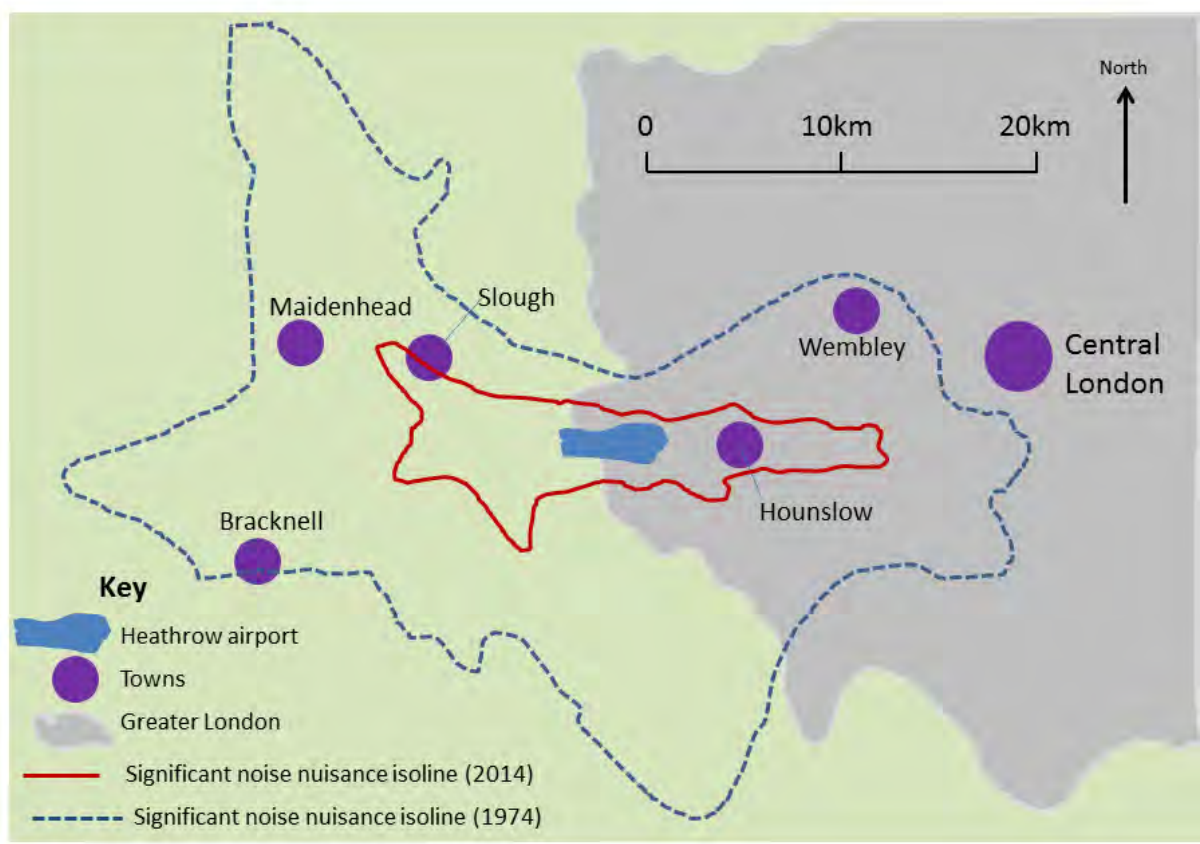 North
0
10km
20km
Slough
Maidenhead
Wembley
Central
London
Hounslow
Bracknell
Key
Heathrow airport
Towns
Greater London
Significant noise nuisance isoline (2014)
Significant noise nuisance isoline (1974)